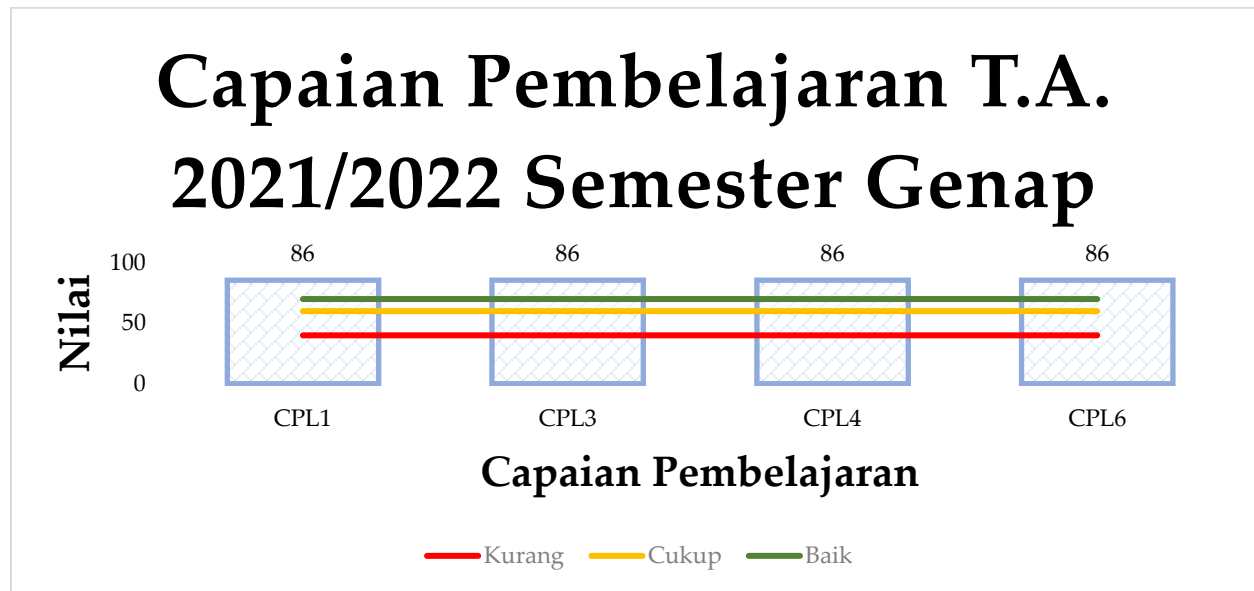 Capaian Pembelajaran T.A.
2021/2022 Semester Genap
86 86 86 86
100
50
0
Nilai
CPL1 CPL3 CPL4 CPL6
Capaian Pembelajaran
Kurang Cukup Baik